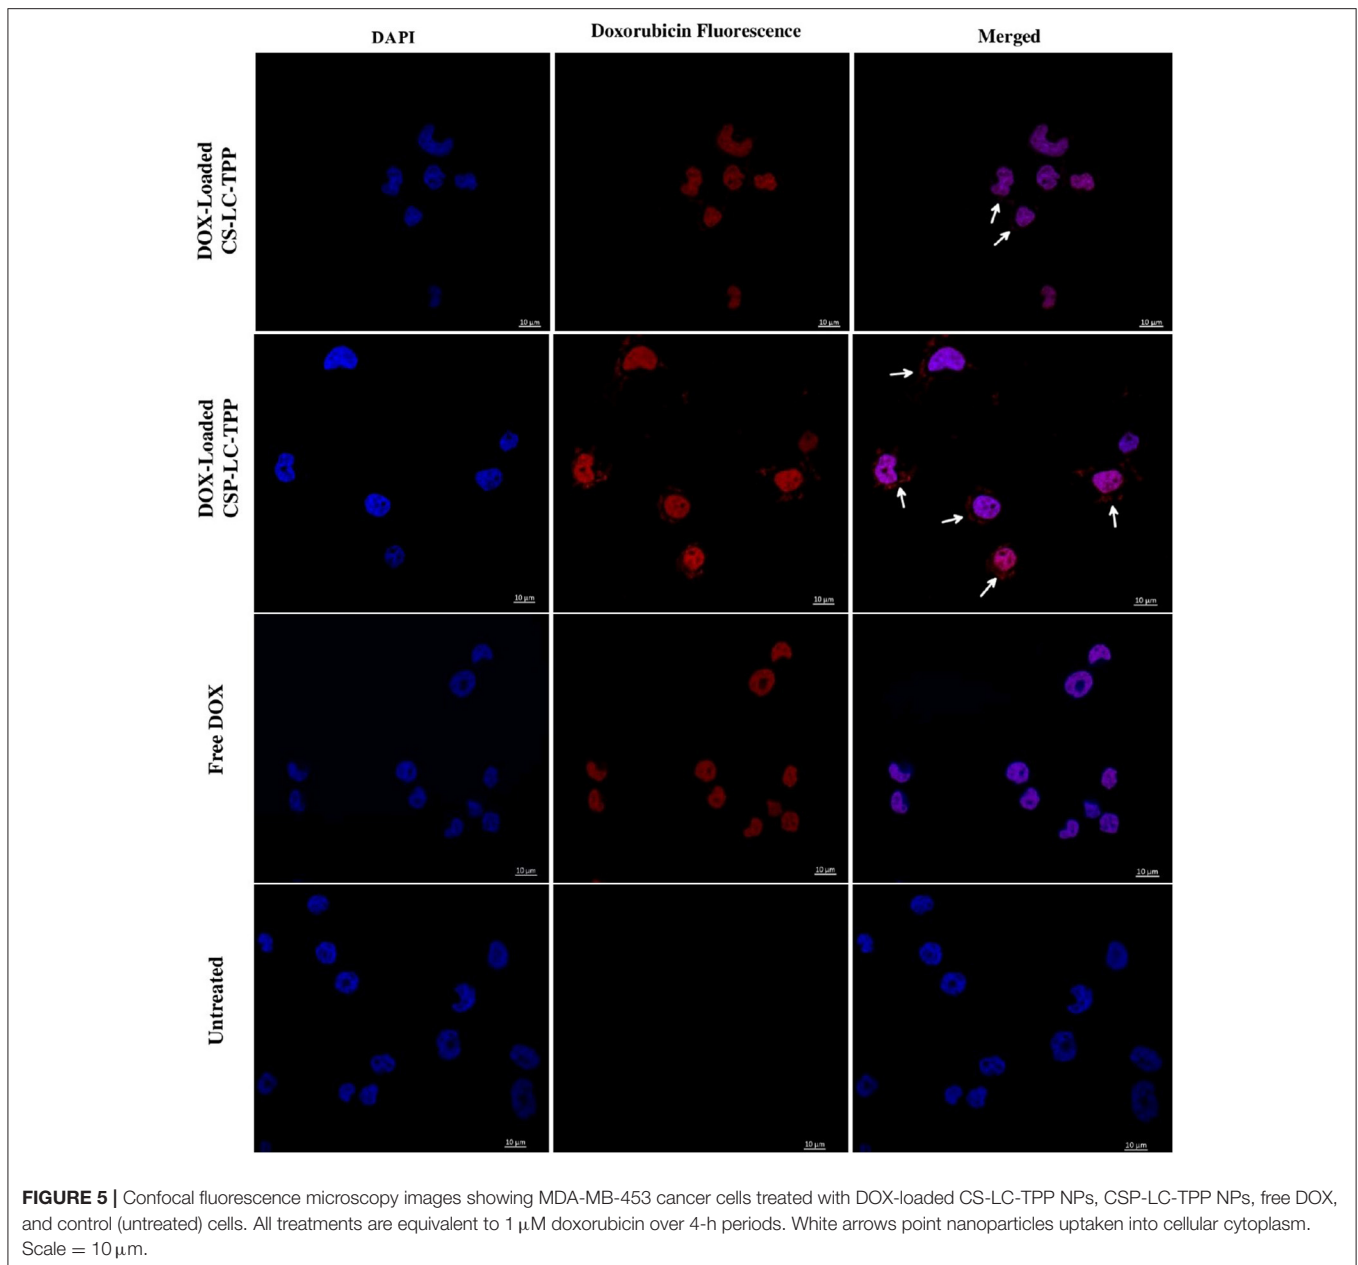 DAPI
Doxorubicin Fluorescence
Merged
DOX-Loaded
CS-LC-TPP
10 µm
10 µm
10 µm
DOX-Loaded
CSP-LC-TPP
10 µm
10 µm
10 µm
Free DOX
10 µm
10 µm
10 µm
Untreated
10 µm
10 µm
10 µm
FIGURE 5 | Confocal fluorescence microscopy images showing MDA-MB-453 cancer cells treated with DOX-loaded CS-LC-TPP NPs, CSP-LC-TPP NPs, free DOX,
and control (untreated) cells. All treatments are equivalent to 1 µM doxorubicin over 4-h periods. White arrows point nanoparticles uptaken into cellular cytoplasm.
Scale = 10 µm.